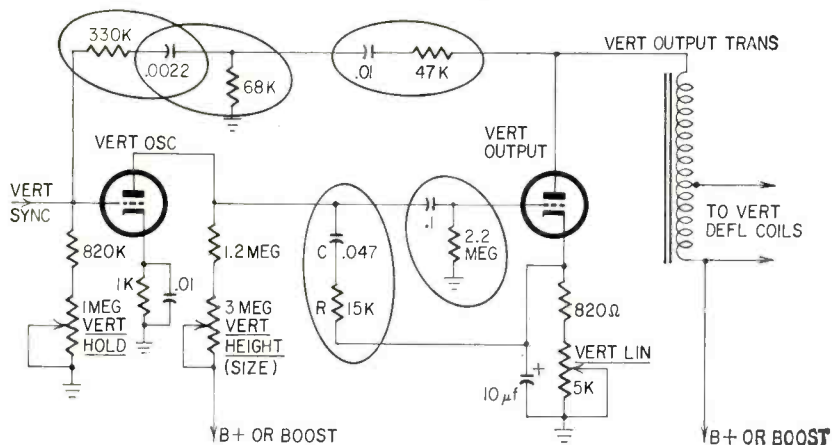 330K
.0022
68K
.01
47K
VERT OUTPUT TRANS
VERT OSC
VERT
OUTPUT
VERT
SYNC
820K
1K
.01
1 MEG
VERT
HOLD
1.2 MEG
3 MEG
VERT
HEIGHT
(SIZE)
C .047
R 15K
.1
2.2
MEG
TO VERT
DEFL COILS
820Ω
VERT LIN
5K
10μf
+
B+ OR BOOST
B+ OR BOOST